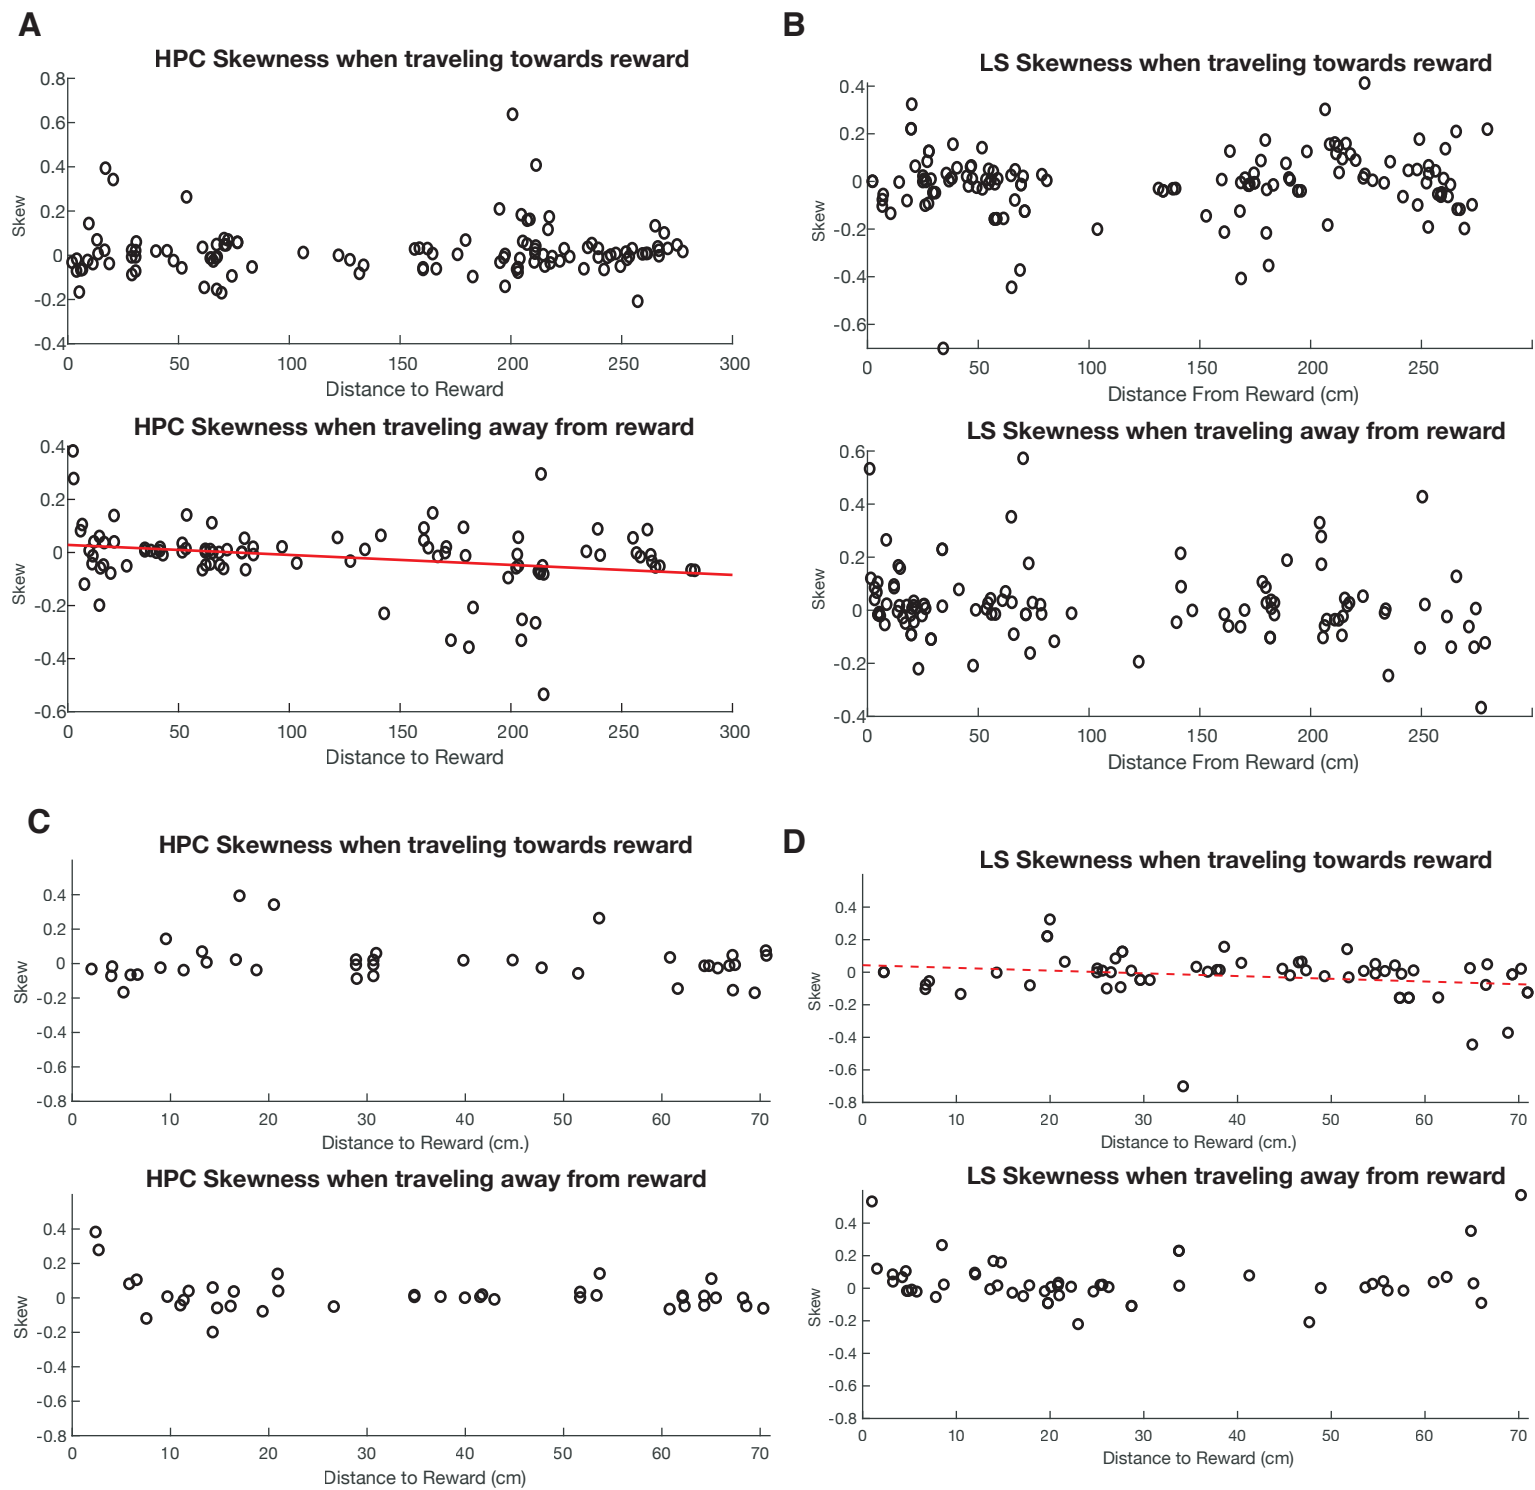 A
HPC Skewness when traveling towards reward
0.8
0.6
0.4
0.2
0
-0.2
-0.4
Skew
0 50 100 150 200 250 300
Distance to Reward
HPC Skewness when traveling away from reward
0.4
0.2
0
-0.2
-0.4
-0.6
Skew
0 50 100 150 200 250 300
Distance to Reward
B
LS Skewness when traveling towards reward
0.4
0.2
0
-0.2
-0.4
-0.6
Skew
0 50 100 150 200 250
Distance From Reward (cm)
LS Skewness when traveling away from reward
0.6
0.4
0.2
0
-0.2
-0.4
Skew
0 50 100 150 200 250
Distance From Reward (cm)
C
HPC Skewness when traveling towards reward
0.4
0.2
0
-0.2
-0.4
-0.6
-0.8
Skew
0 10 20 30 40 50 60 70
Distance to Reward (cm.)
HPC Skewness when traveling away from reward
0.4
0.2
0
-0.2
-0.4
-0.6
-0.8
Skew
0 10 20 30 40 50 60 70
Distance to Reward (cm)
D
LS Skewness when traveling towards reward
0.4
0.2
0
-0.2
-0.4
-0.6
-0.8
Skew
0 10 20 30 40 50 60 70
Distance to Reward (cm.)
LS Skewness when traveling away from reward
0.4
0.2
0
-0.2
-0.4
-0.6
-0.8
Skew
0 10 20 30 40 50 60 70
Distance to Reward (cm)